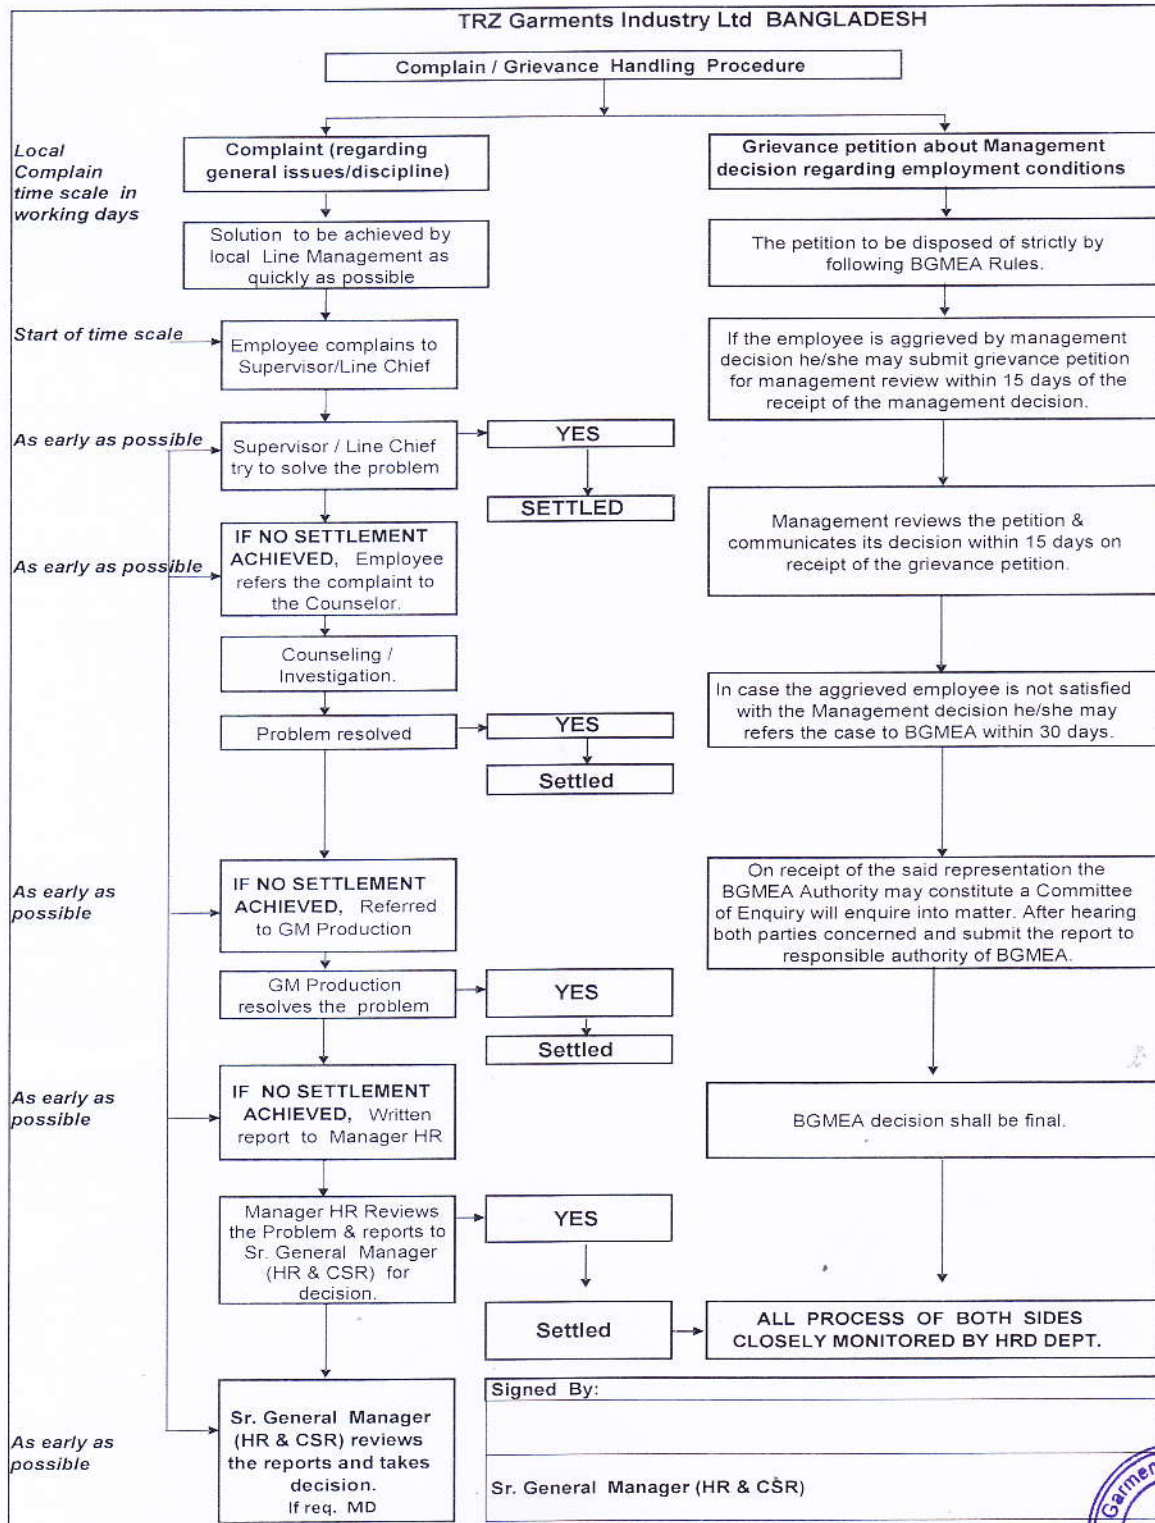 TRZ Garments Industry Ltd BANGLADESH
Complain / Grievance Handling Procedure
Local
Complain
time scale in
working days
Complaint (regarding
general issues/discipline)
Solution to be achieved by
local Line Management as
quickly as possible
Start of time scale
Employee complains to
Supervisor/Line Chief
As early as possible
Supervisor / Line Chief
try to solve the problem
YES
SETTLED
As early as possible
IF NO SETTLEMENT
ACHIEVED, Employee
refers the complaint to
the Counselor.
Counseling /
Investigation.
Problem resolved
YES
Settled
As early as
possible
IF NO SETTLEMENT
ACHIEVED, Referred
to GM Production
GM Production
resolves the problem
YES
Settled
As early as
possible
IF NO SETTLEMENT
ACHIEVED, Written
report to Manager HR
Manager HR Reviews
the Problem & reports to
Sr. General Manager
(HR & CSR) for
decision.
YES
Settled
As early as
possible
Sr. General Manager
(HR & CSR) reviews
the reports and takes
decision.
If req. MD
Grievance petition about Management
decision regarding employment conditions
The petition to be disposed of strictly by
following BGMEA Rules.
If the employee is aggrieved by management
decision he/she may submit grievance petition
for management review within 15 days of the
receipt of the management decision.
Management reviews the petition &
communicates its decision within 15 days on
receipt of the grievance petition.
In case the aggrieved employee is not satisfied
with the Management decision he/she may
refers the case to BGMEA within 30 days.
On receipt of the said representation the
BGMEA Authority may constitute a Committee
of Enquiry will enquire into matter. After hearing
both parties concerned and submit the report to
responsible authority of BGMEA.
BGMEA decision shall be final.
ALL PROCESS OF BOTH SIDES
CLOSELY MONITORED BY HRD DEPT.
Signed By:
Sr. General Manager (HR & CSR)
Garmen